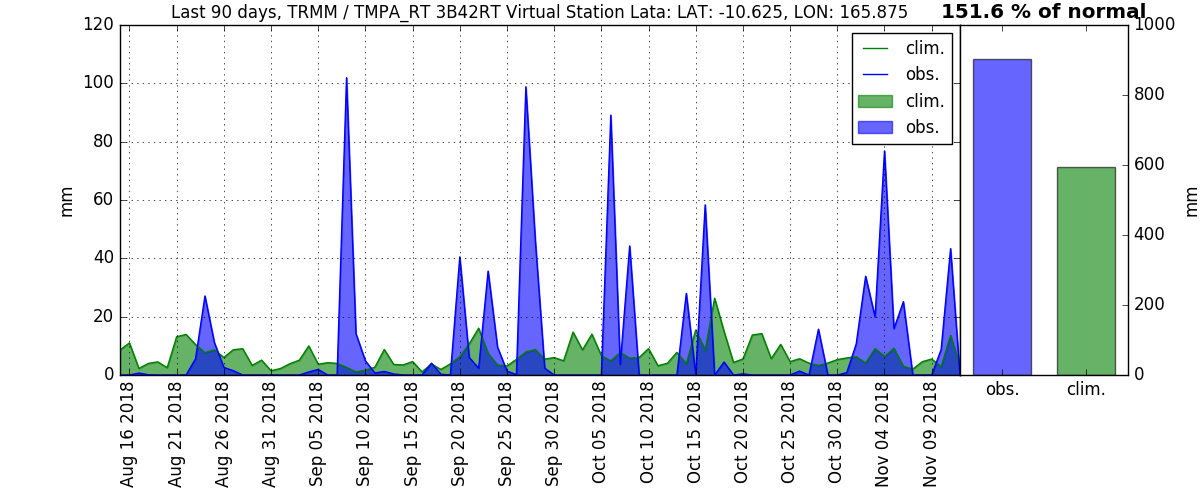 Last 90 days, TRMM / TMPA_RT 3B42RT Virtual Station Lata: LAT: -10.625, LON: 165.875
151.6 % of normal
120
100
80
60
40
20
0
mm
clim.
obs.
clim.
obs.
Aug 16 2018
Aug 21 2018
Aug 26 2018
Aug 31 2018
Sep 05 2018
Sep 10 2018
Sep 15 2018
Sep 20 2018
Sep 25 2018
Sep 30 2018
Oct 05 2018
Oct 10 2018
Oct 15 2018
Oct 20 2018
Oct 25 2018
Oct 30 2018
Nov 04 2018
Nov 09 2018
1000
800
600
400
200
0
mm
obs.
clim.